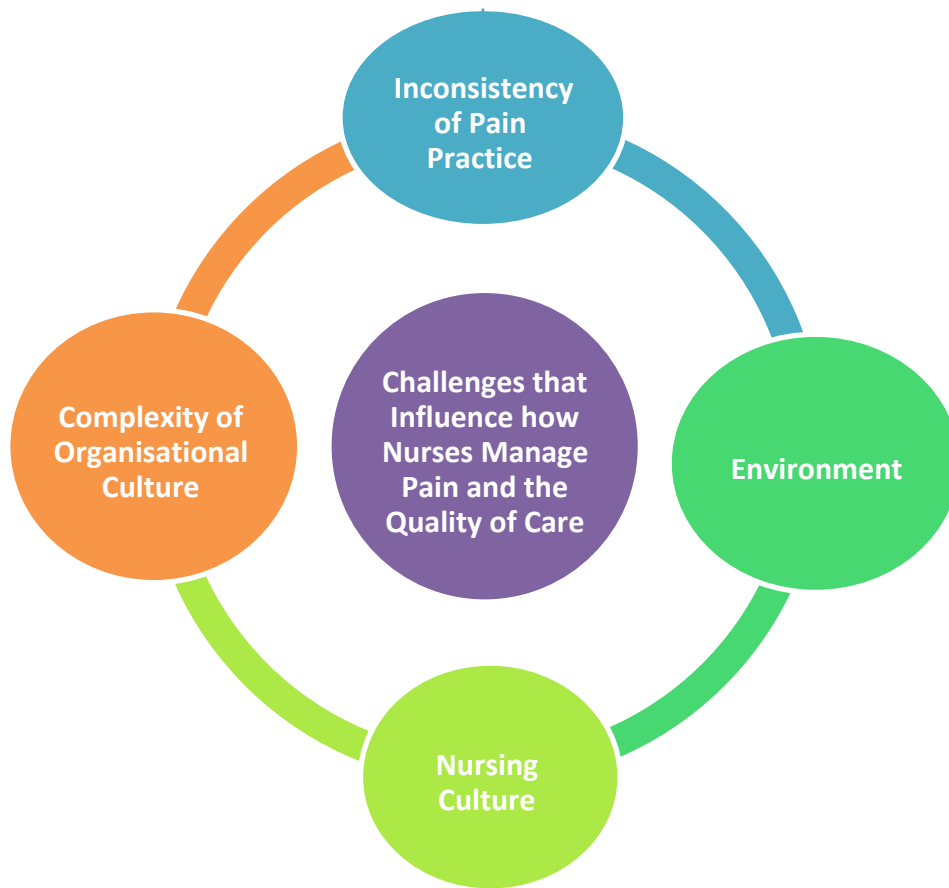 Inconsistency
of Pain
Practice
Complexity of
Organisational
Culture
Challenges that
Influence how
Nurses Manage
Pain and the
Quality of Care
Environment
Nursing
Culture